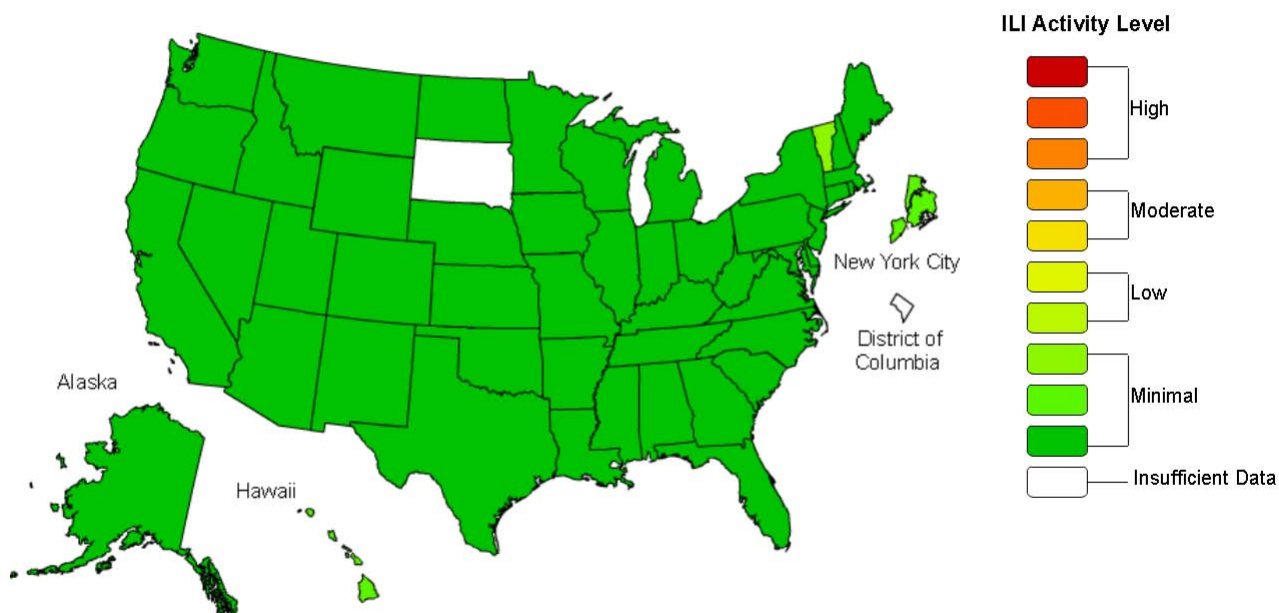 ILI Activity Level
High
Moderate
Low
Minimal
Insufficient Data
New York City
District of
Columbia
Alaska
Hawaii